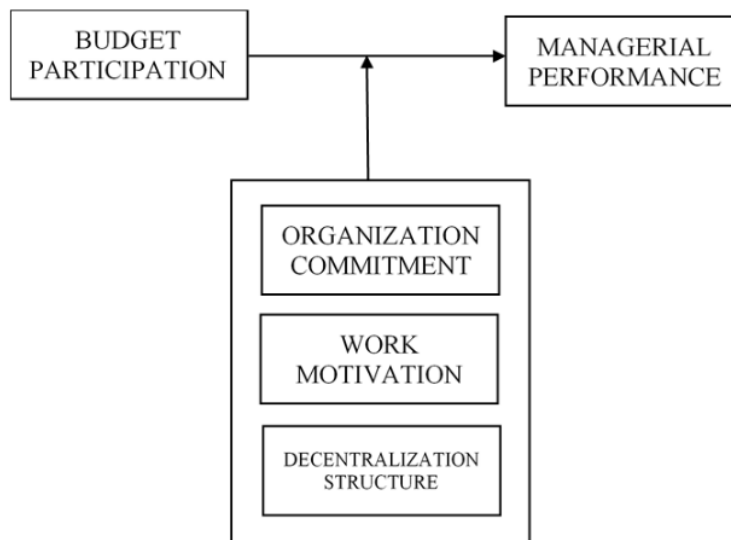 BUDGET
PARTICIPATION
MANAGERIAL
PERFORMANCE
ORGANIZATION
COMMITMENT
WORK
MOTIVATION
DECENTRALIZATION
STRUCTURE